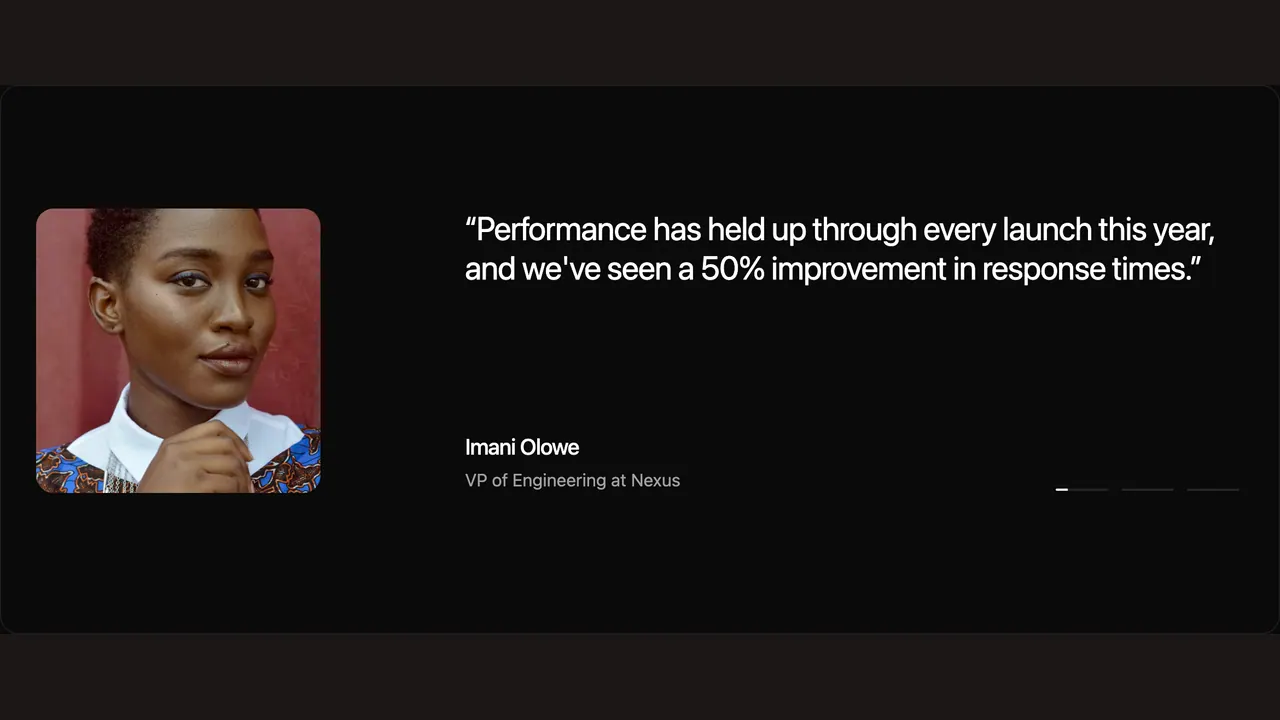 “Performance has held up through every launch this year,
and we've seen a 50% improvement in response times.”
Imani Olowe
VP of Engineering at Nexus